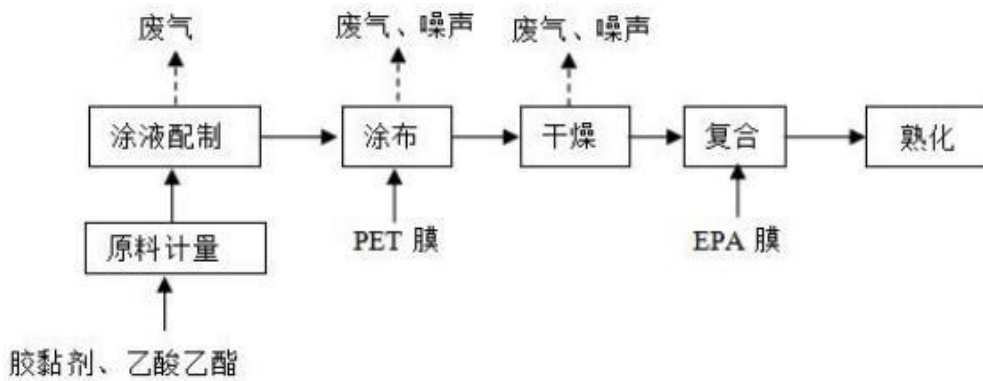 废气
废气、噪声
废气、噪声
涂液配制
涂布
干燥
复合
熟化
原料计量
PET 膜
EPA 膜
胶黏剂、乙酸乙酯